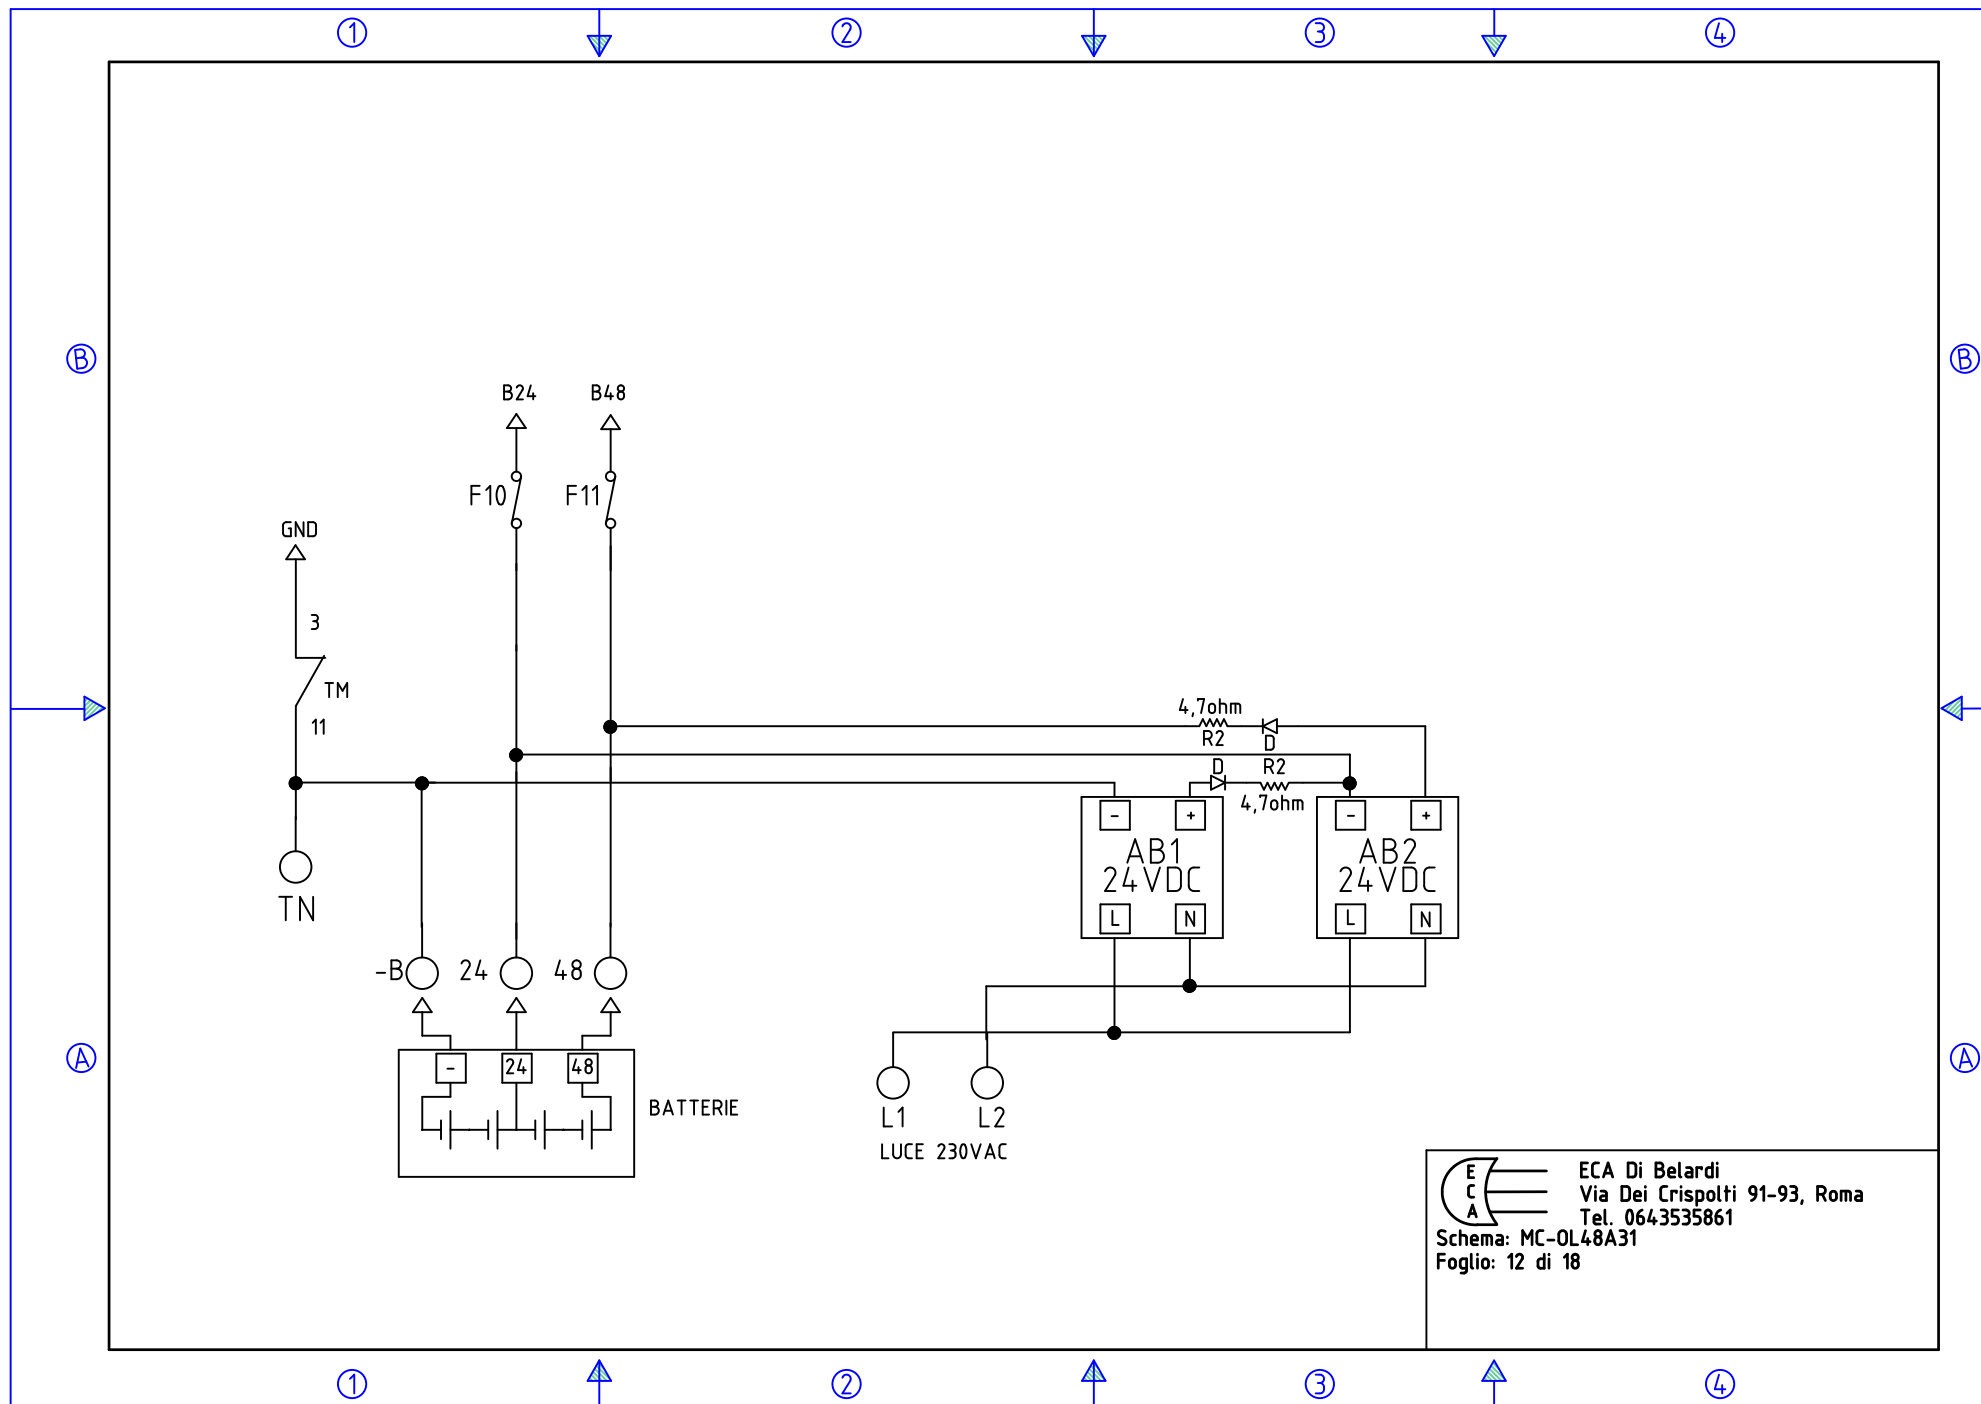 1 2 3 4
B B
B24 B48
F10 F11
GND
3
TM
11
4,7ohm
R2 D
D R2
4,7ohm
- + - +
AB1 AB2
24VDC 24VDC
L N L N
TN
-B 24 48
- 24 48
A A
BATTERIE
L1 L2
LUCE 230VAC
E
C
A
ECA Di Belardi
Via Dei Crispolti 91-93, Roma
Tel. 0643535861
Schema: MC-OL48A31
Foglio: 12 di 18
1 2 3 4